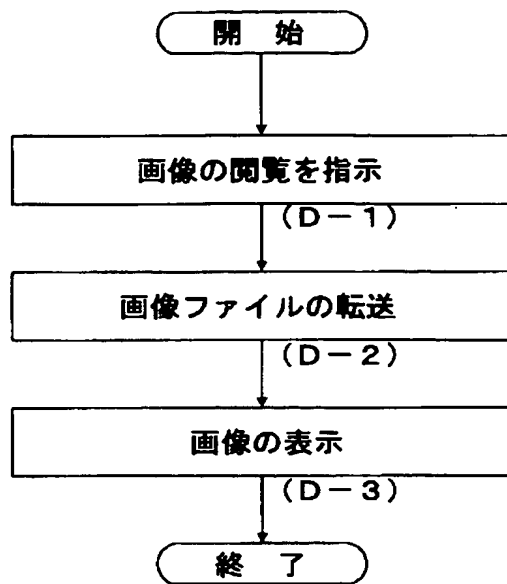 開　始
画像の閲覧を指示
(D－1)
画像ファイルの転送
(D－2)
画像の表示
(D－3)
終　了